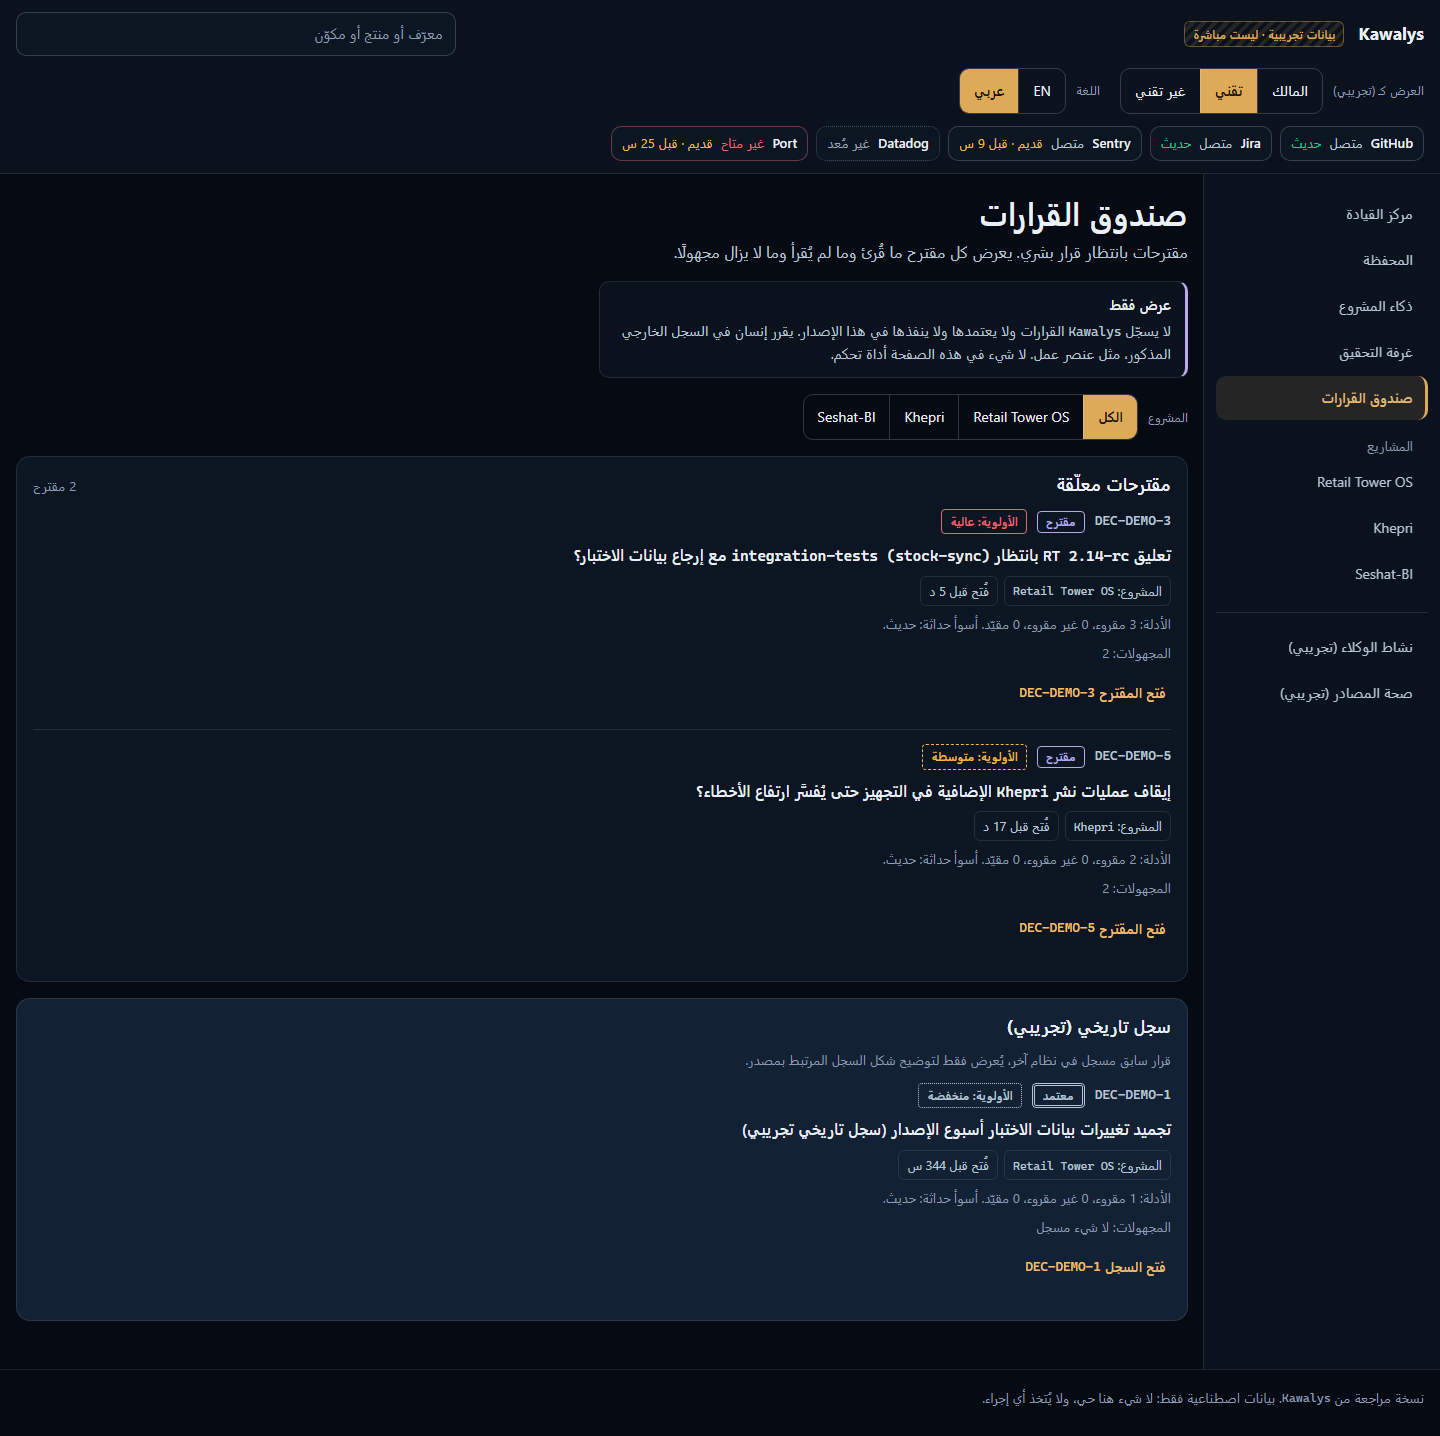 Kawalys
بيانات تجريبية · ليست مباشرة
معرّف أو منتج أو مكوّن
العرض كـ (تجريبي)
المالك
تقني
غير تقني
اللغة
EN
عربي
GitHub متصل حديث
Jira متصل حديث
Sentry متصل قديم · قبل 9 س
Datadog غير مُعد
Port غير متاح قديم · قبل 25 س
مركز القيادة
المحفظة
ذكاء المشروع
غرفة التحقيق
صندوق القرارات
المشاريع
Retail Tower OS
Khepri
Seshat-BI
نشاط الوكلاء (تجريبي)
صحة المصادر (تجريبي)
صندوق القرارات
مقترحات بانتظار قرار بشري. يعرض كل مقترح ما قُرئ وما لم يُقرأ وما لا يزال مجهولًا.
عرض فقط
لا يسجّل Kawalys القرارات ولا يعتمدها ولا ينفذها في هذا الإصدار. يقرر إنسان في السجل الخارجي
المذكور، مثل عنصر عمل. لا شيء في هذه الصفحة أداة تحكم.
المشروع
الكل
Retail Tower OS
Khepri
Seshat-BI
مقترحات معلّقة
2 مقترح
DEC-DEMO-3 مقترح الأولوية: عالية
تعليق RT 2.14-rc بانتظار integration-tests (stock-sync) مع إرجاع بيانات الاختبار؟
المشروع: Retail Tower OS
فُتح قبل 5 د
الأدلة: 3 مقروء، 0 غير مقروء، 0 مقيّد. أسوأ حداثة: حديث.
المجهولات: 2
فتح المقترح DEC-DEMO-3
DEC-DEMO-5 مقترح الأولوية: متوسطة
إيقاف عمليات نشر Khepri الإضافية في التجهيز حتى يُفسَّر ارتفاع الأخطاء؟
المشروع: Khepri
فُتح قبل 17 د
الأدلة: 2 مقروء، 0 غير مقروء، 0 مقيّد. أسوأ حداثة: حديث.
المجهولات: 2
فتح المقترح DEC-DEMO-5
سجل تاريخي (تجريبي)
قرار سابق مسجل في نظام آخر، يُعرض فقط لتوضيح شكل السجل المرتبط بمصدر.
DEC-DEMO-1 معتمد الأولوية: منخفضة
تجميد تغييرات بيانات الاختبار أسبوع الإصدار (سجل تاريخي تجريبي)
المشروع: Retail Tower OS
فُتح قبل 344 س
الأدلة: 1 مقروء، 0 غير مقروء، 0 مقيّد. أسوأ حداثة: حديث.
المجهولات: لا شيء مسجل
فتح السجل DEC-DEMO-1
نسخة مراجعة من Kawalys. بيانات اصطناعية فقط: لا شيء هنا حي، ولا يُتخذ أي إجراء.